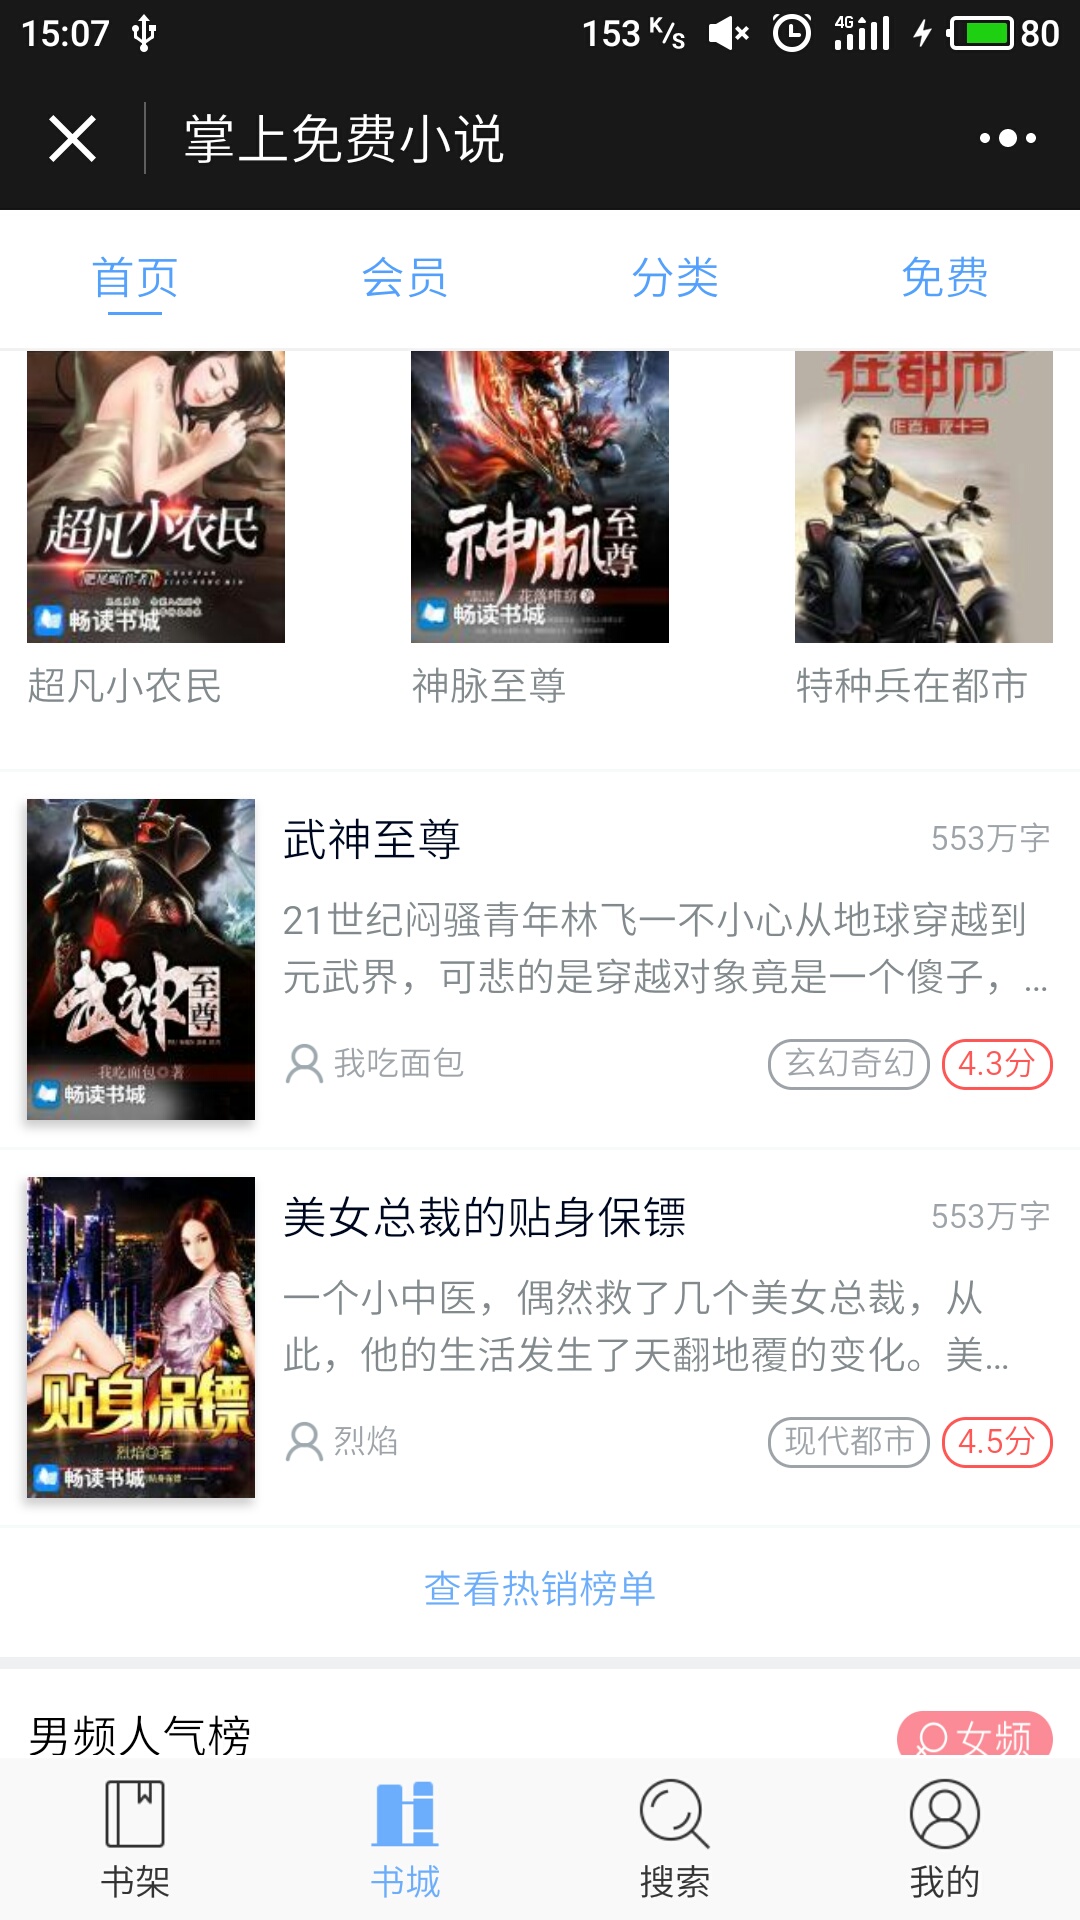 15:07
153 K/S
4G
80
掌上免费小说
首页
会员
分类
免费
超凡小农民
肥尾蝎(作者)
畅读书城
神脉至尊
花落唯窈 著
畅读书城
在都市
作者：夜十三
超凡小农民
神脉至尊
特种兵在都市
武神至尊
我吃面包◎著
畅读书城
武神至尊
553万字
21世纪闷骚青年林飞一不小心从地球穿越到
元武界，可悲的是穿越对象竟是一个傻子，...
我吃面包
玄幻奇幻
4.3分
贴身保镖
烈焰◎著
畅读书城
美女总裁的贴身保镖
553万字
一个小中医，偶然救了几个美女总裁，从
此，他的生活发生了天翻地覆的变化。美...
烈焰
现代都市
4.5分
查看热销榜单
男频人气榜
女频
书架
书城
搜索
我的